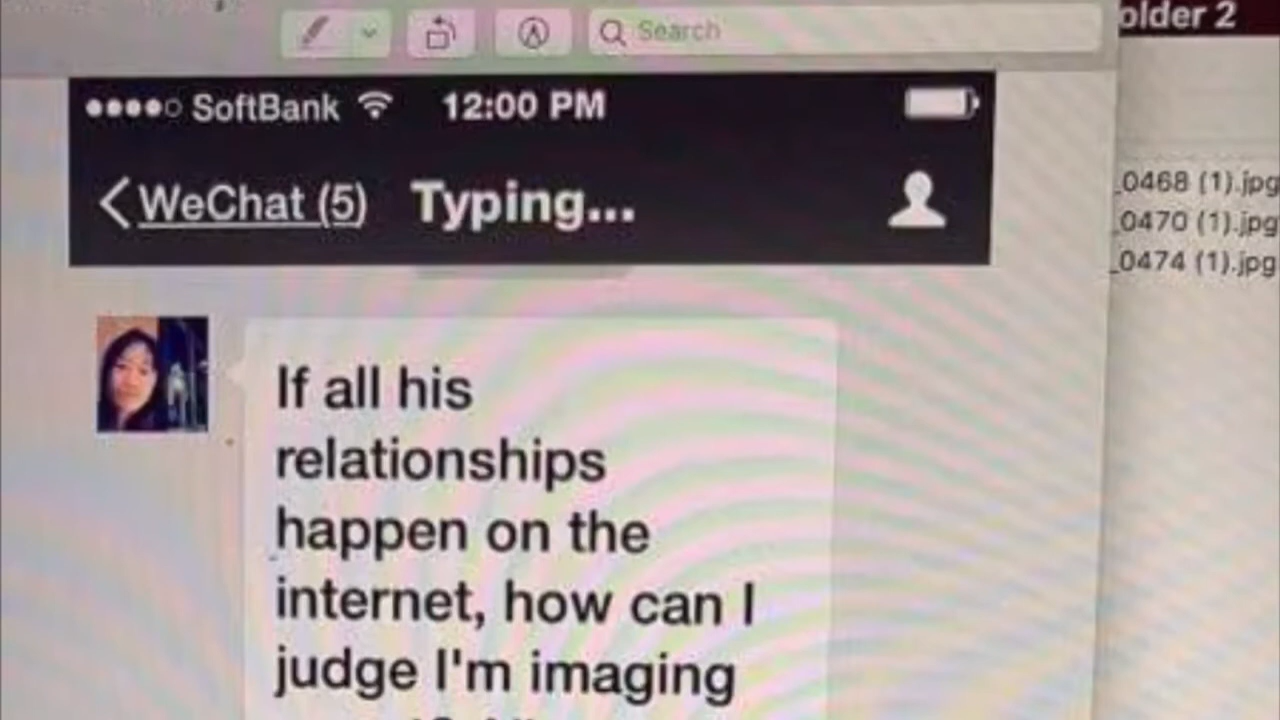 Search
older 2
SoftBank 12:00 PM
WeChat (5) Typing...
_0468 (1).jpg
_0470 (1).jpg
_0474 (1).jpg
If all his
relationships
happen on the
internet, how can I
judge I'm imaging